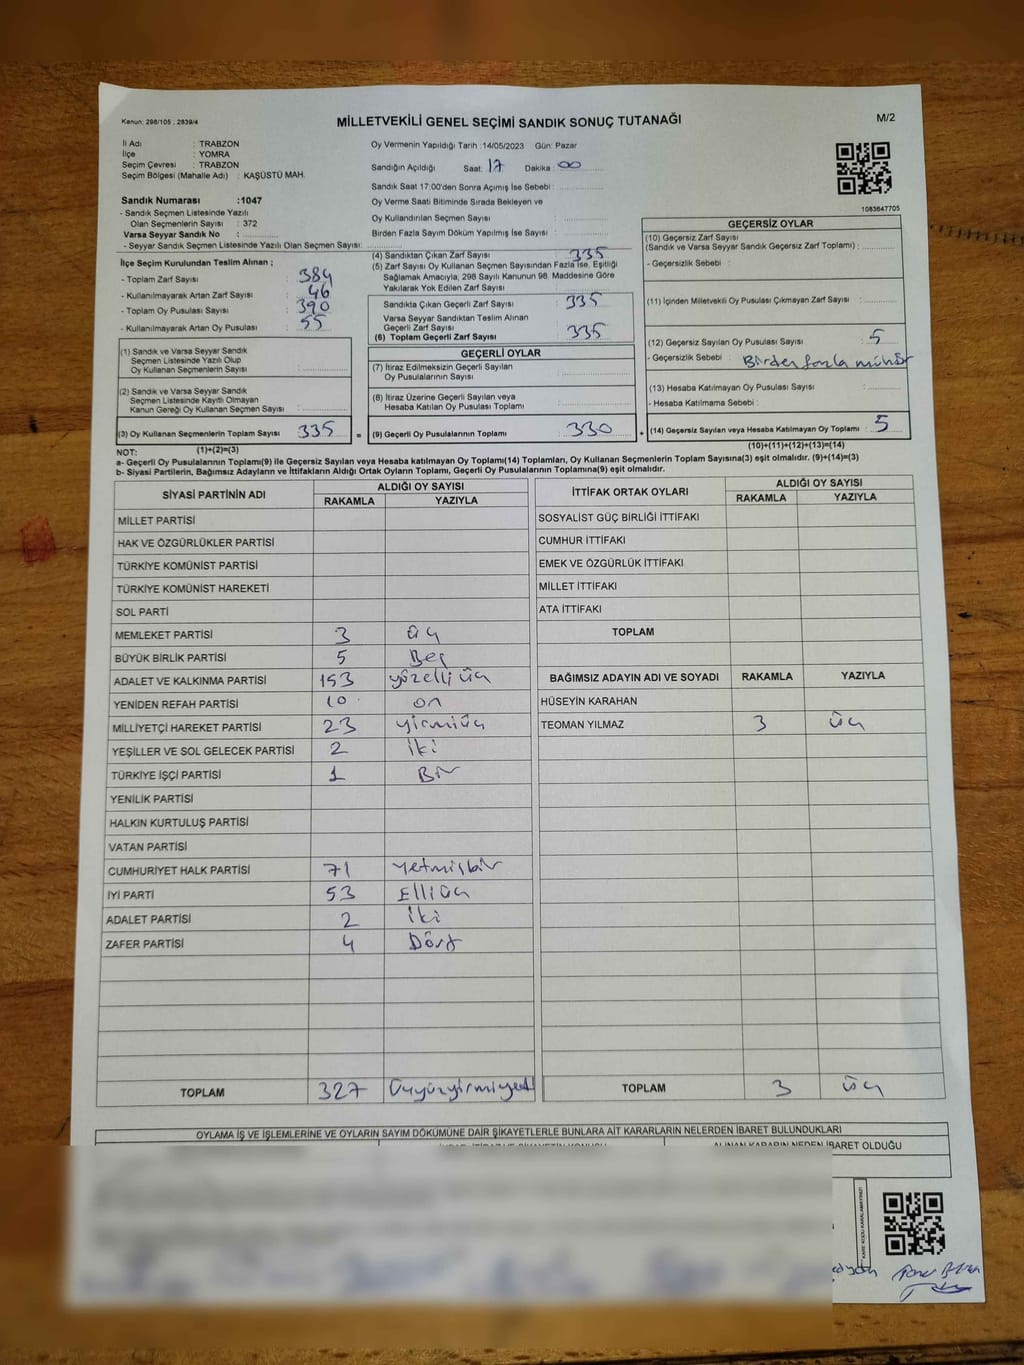 Kanun: 298/105 , 2839/4
MİLLETVEKİLİ GENEL SEÇİMİ SANDIK SONUÇ TUTANAĞI
M/2
İl Adı : TRABZON
İlçe : YOMRA
Seçim Çevresi : TRABZON
Seçim Bölgesi (Mahalle Adı) : KAŞÜSTÜ MAH.
Oy Vermenin Yapıldığı Tarih :14/05/2023 Gün: Pazar
Sandığın Açıldığı Saat: 17 Dakika : 00
Sandık Saat 17:00'den Sonra Açımış İse Sebebi :
Oy Verme Saati Bitiminde Sırada Bekleyen ve
Oy Kullandırılan Seçmen Sayısı :
Birden Fazla Sayım Döküm Yapılmış İse Sayısı :
1083647705
Sandık Numarası :1047
- Sandık Seçmen Listesinde Yazılı
Olan Seçmenlerin Sayısı : 372
Varsa Seyyar Sandık No :
- Seyyar Sandık Seçmen Listesinde Yazılı Olan Seçmen Sayısı:
İlçe Seçim Kurulundan Teslim Alınan ;
- Toplam Zarf Sayısı : 384
- Kullanılmayarak Artan Zarf Sayısı : 46
- Toplam Oy Pusulası Sayısı : 390
- Kullanılmayarak Artan Oy Pusulası : 55
(1) Sandık ve Varsa Seyyar Sandık
Seçmen Listesinde Yazılı Olup
Oy Kullanan Seçmen Sayısı :
(2) Sandık ve Varsa Seyyar Sandık
Seçmen Listesinde Kayıtlı Olmayan
Kanun Gereği Oy Kullanan Seçmen Sayısı :
(3) Oy Kullanan Seçmenlerin Toplam Sayısı : 335 =
(1)+(2)=(3)
(4) Sandıktan Çıkan Zarf Sayısı : 335
(5) Zarf Sayısı Oy Kullanan Seçmen Sayısından Fazla İse, Eşitliği
Sağlamak Amacıyla, 298 Sayılı Kanunun 98. Maddesine Göre
Yakılarak Yok Edilen Zarf Sayısı :
Sandıkta Çıkan Geçerli Zarf Sayısı : 335
Varsa Seyyar Sandıktan Teslim Alınan
Geçerli Zarf Sayısı :
(6) Toplam Geçerli Zarf Sayısı : 335
GEÇERLİ OYLAR
(7) İtiraz Edilmeksizin Geçerli Sayılan
Oy Pusulalarının Sayısı :
(8) İtiraz Üzerine Geçerli Sayılan veya
Hesaba Katılan Oy Pusulası Toplamı :
(9) Geçerli Oy Pusulalarının Toplamı : 330 +
GEÇERSİZ OYLAR
(10) Geçersiz Zarf Sayısı
(Sandık ve Varsa Seyyar Sandık Geçersiz Zarf Toplamı) :
- Geçersizlik Sebebi :
(11) İçinden Milletvekili Oy Pusulası Çıkmayan Zarf Sayısı :
(12) Geçersiz Sayılan Oy Pusulası Sayısı : 5
- Geçersizlik Sebebi : Birden fazla mühür
(13) Hesaba Katılmayan Oy Pusulası Sayısı :
- Hesaba Katılmama Sebebi :
(14) Geçersiz Sayılan veya Hesaba Katılmayan Oy Toplamı : 5
(10)+(11)+(12)+(13)=(14)
NOT:
a- Geçerli Oy Pusulalarının Toplamı(9) ile Geçersiz Sayılan veya Hesaba katılmayan Oy Toplamı(14) Toplamları, Oy Kullanan Seçmenlerin Toplam Sayısına(3) eşit olmalıdır. (9)+(14)=(3)
b- Siyasi Partilerin, Bağımsız Adayların ve İttifakların Aldığı Oyların Toplamı, Geçerli Oy Pusulalarının Toplamına(9) eşit olmalıdır.
SİYASİ PARTİNİN ADI ALDIĞI OY SAYISI
RAKAMLA YAZIYLA
MİLLET PARTİSİ
HAK VE ÖZGÜRLÜKLER PARTİSİ
TÜRKİYE KOMÜNİST PARTİSİ
TÜRKİYE KOMÜNİST HAREKETİ
SOL PARTİ
MEMLEKET PARTİSİ 3 üç
BÜYÜK BİRLİK PARTİSİ 5 Beş
ADALET VE KALKINMA PARTİSİ 153 yüzelliüç
YENİDEN REFAH PARTİSİ 10 on
MİLLİYETÇİ HAREKET PARTİSİ 23 yirmiüç
YEŞİLLER VE SOL GELECEK PARTİSİ 2 iki
TÜRKİYE İŞÇİ PARTİSİ 1 Bir
YENİLİK PARTİSİ
HALKIN KURTULUŞ PARTİSİ
VATAN PARTİSİ
CUMHURİYET HALK PARTİSİ 71 yetmişbir
İYİ PARTİ 53 Elliüç
ADALET PARTİSİ 2 iki
ZAFER PARTİSİ 4 Dört
TOPLAM 327 Üçyüzyirmiyedi
İTTİFAK ORTAK OYLARI ALDIĞI OY SAYISI
RAKAMLA YAZIYLA
SOSYALİST GÜÇ BİRLİĞİ İTTİFAKI
CUMHUR İTTİFAKI
EMEK VE ÖZGÜRLÜK İTTİFAKI
MİLLET İTTİFAKI
ATA İTTİFAKI
TOPLAM
BAĞIMSIZ ADAYIN ADI VE SOYADI RAKAMLA YAZIYLA
HÜSEYİN KARAHAN
TEOMAN YILMAZ 3 üç
TOPLAM 3 üç
OYLAMA İŞ VE İŞLEMLERİNE VE OYLARIN SAYIM DÖKÜMÜNE DAİR ŞİKAYETLERLE BUNLARA AİT KARARLARIN NELERDEN İBARET BULUNDUKLARI
ALINAN KARARIN NEDEN İBARET OLDUĞU
KARE KODU KARALAMAYINIZ!